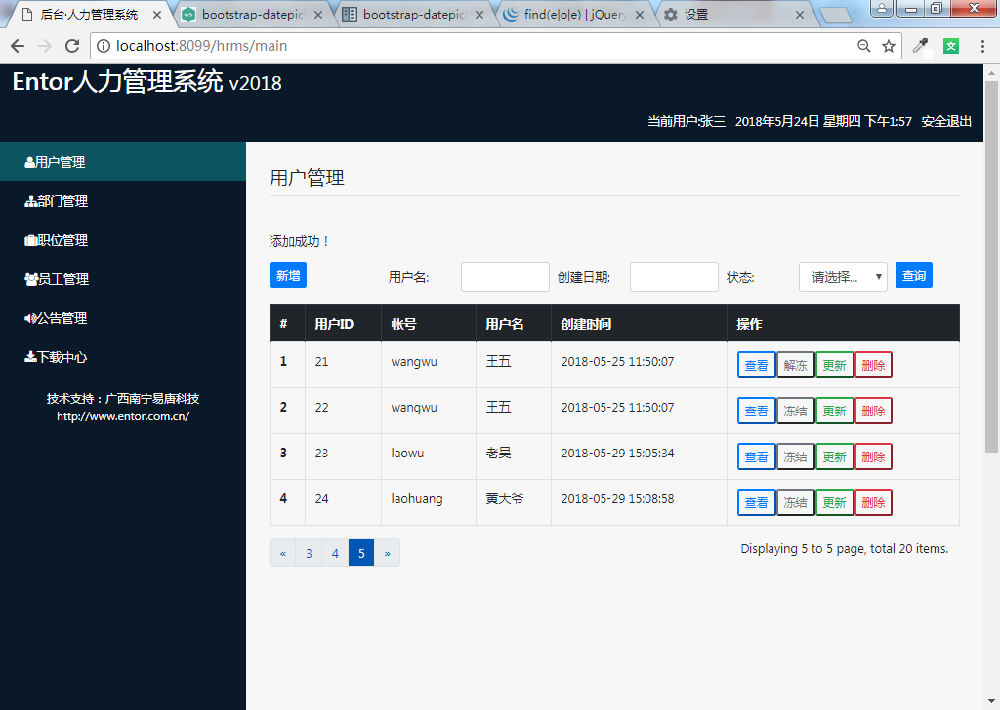 后台·人力管理系统 bootstrap-datepic bootstrap-datepic find(e|o|e) | jQuery 设置
localhost:8099/hrms/main
Entor人力管理系统 v2018
当前用户:张三 2018年5月24日 星期四 下午1:57 安全退出
用户管理
部门管理
职位管理
员工管理
公告管理
下载中心
技术支持：广西南宁易唐科技
http://www.entor.com.cn/
用户管理
添加成功！
新增 用户名: 创建日期: 状态: 请选择... 查询
# 用户ID 帐号 用户名 创建时间 操作
1 21 wangwu 王五 2018-05-25 11:50:07 查看 解冻 更新 删除
2 22 wangwu 王五 2018-05-25 11:50:07 查看 冻结 更新 删除
3 23 laowu 老吴 2018-05-29 15:05:34 查看 冻结 更新 删除
4 24 laohuang 黄大爷 2018-05-29 15:08:58 查看 冻结 更新 删除
« 3 4 5 » Displaying 5 to 5 page, total 20 items.